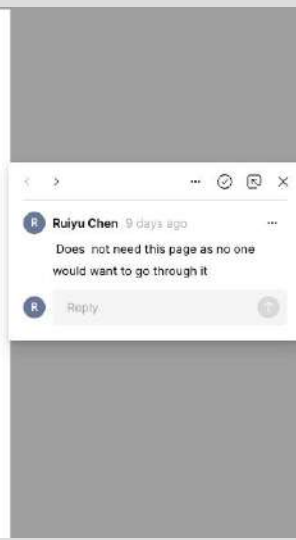 R Ruiyu Chen 9 days ago
Does not need this page as no one
would want to go through it
R Reply